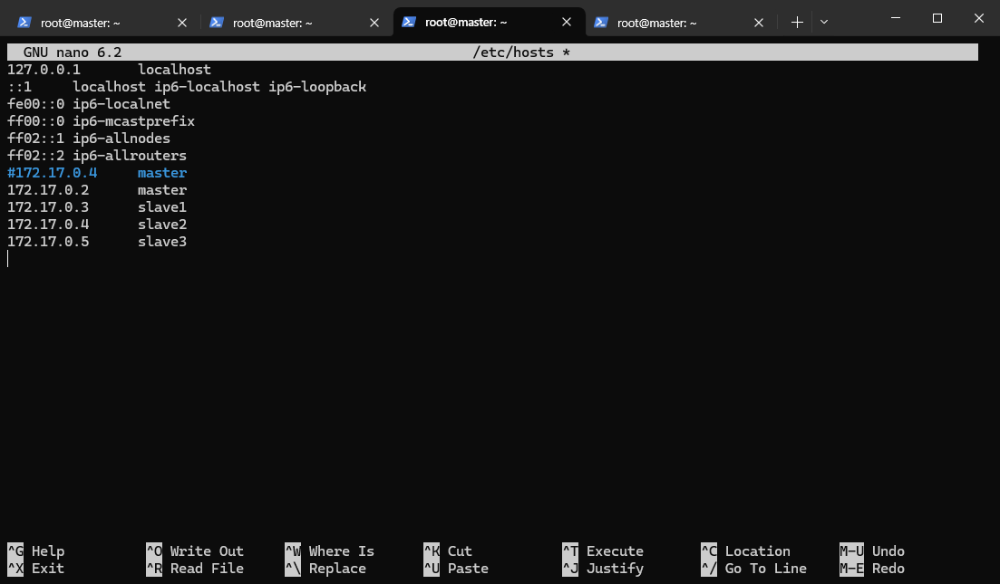 root@master: ~ root@master: ~ root@master: ~ root@master: ~
GNU nano 6.2 /etc/hosts *
127.0.0.1 localhost
::1 localhost ip6-localhost ip6-loopback
fe00::0 ip6-localnet
ff00::0 ip6-mcastprefix
ff02::1 ip6-allnodes
ff02::2 ip6-allrouters
#172.17.0.4 master
172.17.0.2 master
172.17.0.3 slave1
172.17.0.4 slave2
172.17.0.5 slave3
^G Help ^O Write Out ^W Where Is ^K Cut ^T Execute ^C Location M-U Undo
^X Exit ^R Read File ^\ Replace ^U Paste ^J Justify ^/ Go To Line M-E Redo